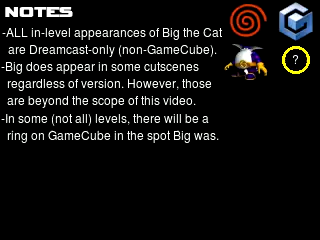 NOTES
-ALL in-level appearances of Big the Cat
are Dreamcast-only (non-GameCube).
-Big does appear in some cutscenes
regardless of version. However, those
are beyond the scope of this video.
-In some (not all) levels, there will be a
ring on GameCube in the spot Big was.
?